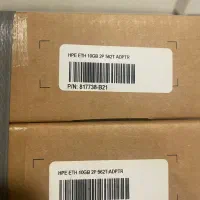 HPE ETH 10GB 2P 562T ADPTR
P/N: 817738-B21
HPE ETH 10GB 2P 562T ADPTR